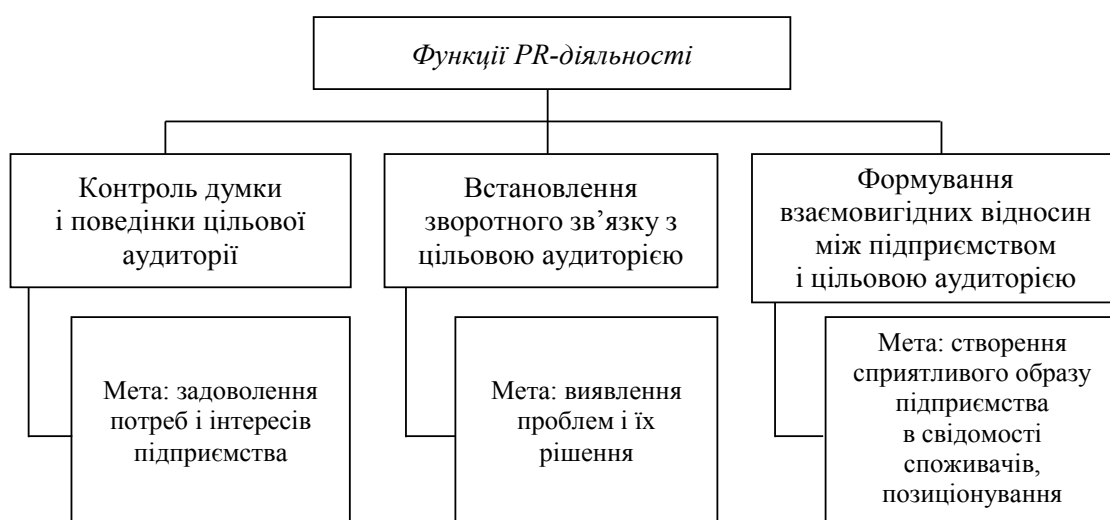 Функції PR-діяльності
Контроль думки
і поведінки цільової
аудиторії
Встановлення
зворотного зв’язку з
цільовою аудиторією
Формування
взаємовигідних відносин
між підприємством
і цільовою аудиторією
Мета: задоволення
потреб і інтересів
підприємства
Мета: виявлення
проблем і їх
рішення
Мета: створення
сприятливого образу
підприємства
в свідомості
споживачів,
позиціонування